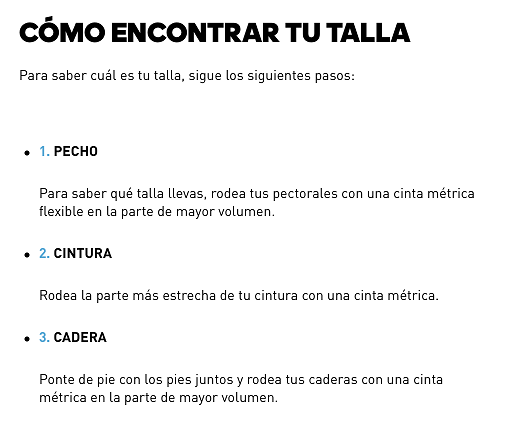 CÓMO ENCONTRAR TU TALLA
Para saber cuál es tu talla, sigue los siguientes pasos:
• 1. PECHO
Para saber qué talla llevas, rodea tus pectorales con una cinta métrica
flexible en la parte de mayor volumen.
• 2. CINTURA
Rodea la parte más estrecha de tu cintura con una cinta métrica.
• 3. CADERA
Ponte de pie con los pies juntos y rodea tus caderas con una cinta
métrica en la parte de mayor volumen.